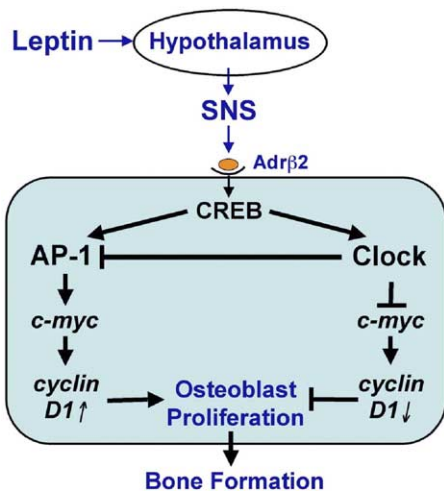 Leptin
Hypothalamus
SNS
Adrβ2
CREB
AP-1
Clock
c-myc
c-myc
cyclin
D1↑
cyclin
D1↓
Osteoblast
Proliferation
Bone Formation